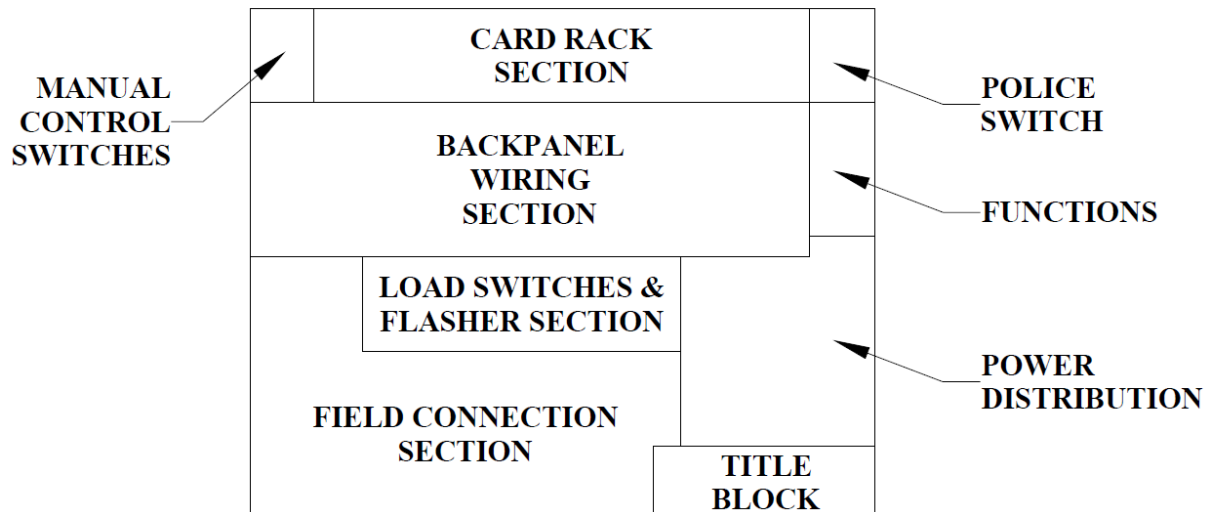 CARD RACK
SECTION
MANUAL
CONTROL
SWITCHES
POLICE
SWITCH
BACKPANEL
WIRING
SECTION
FUNCTIONS
LOAD SWITCHES &
FLASHER SECTION
POWER
DISTRIBUTION
FIELD CONNECTION
SECTION
TITLE
BLOCK